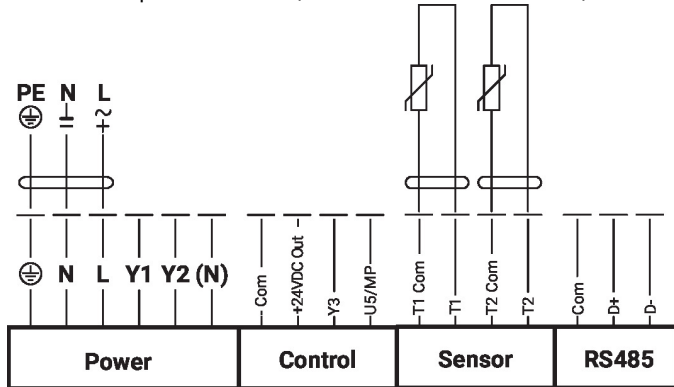 PE N L
N L Y1 Y2 (N)
Com
+24VDC Out
Y3
U5/MP
T1 Com
T1
T2 Com
T2
Com
D+
D-
Power
Control
Sensor
RS485